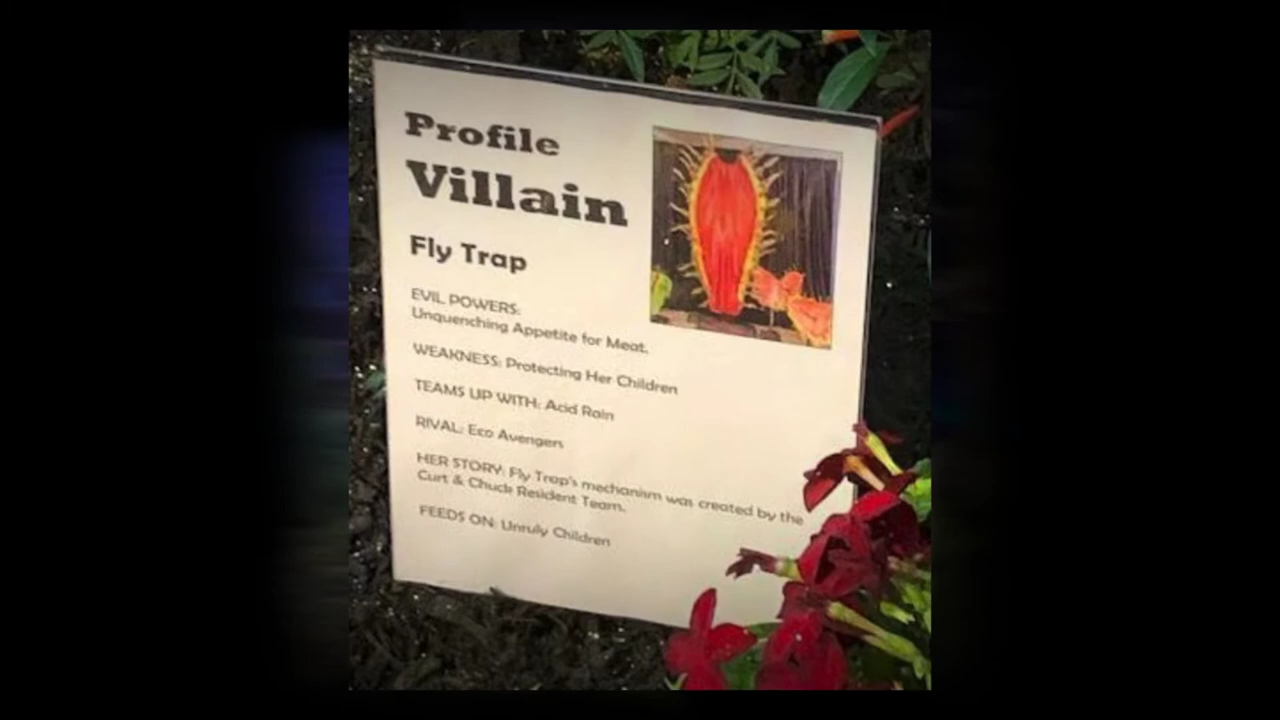 Profile
Villain
Fly Trap
EVIL POWERS:
Unquenching Appetite for Meat.
WEAKNESS: Protecting Her Children
TEAMS UP WITH: Acid Rain
RIVAL: Eco Avengers
HER STORY: Fly Trap's mechanism was created by the
Curt & Chuck Resident Team.
FEEDS ON: Unruly Children